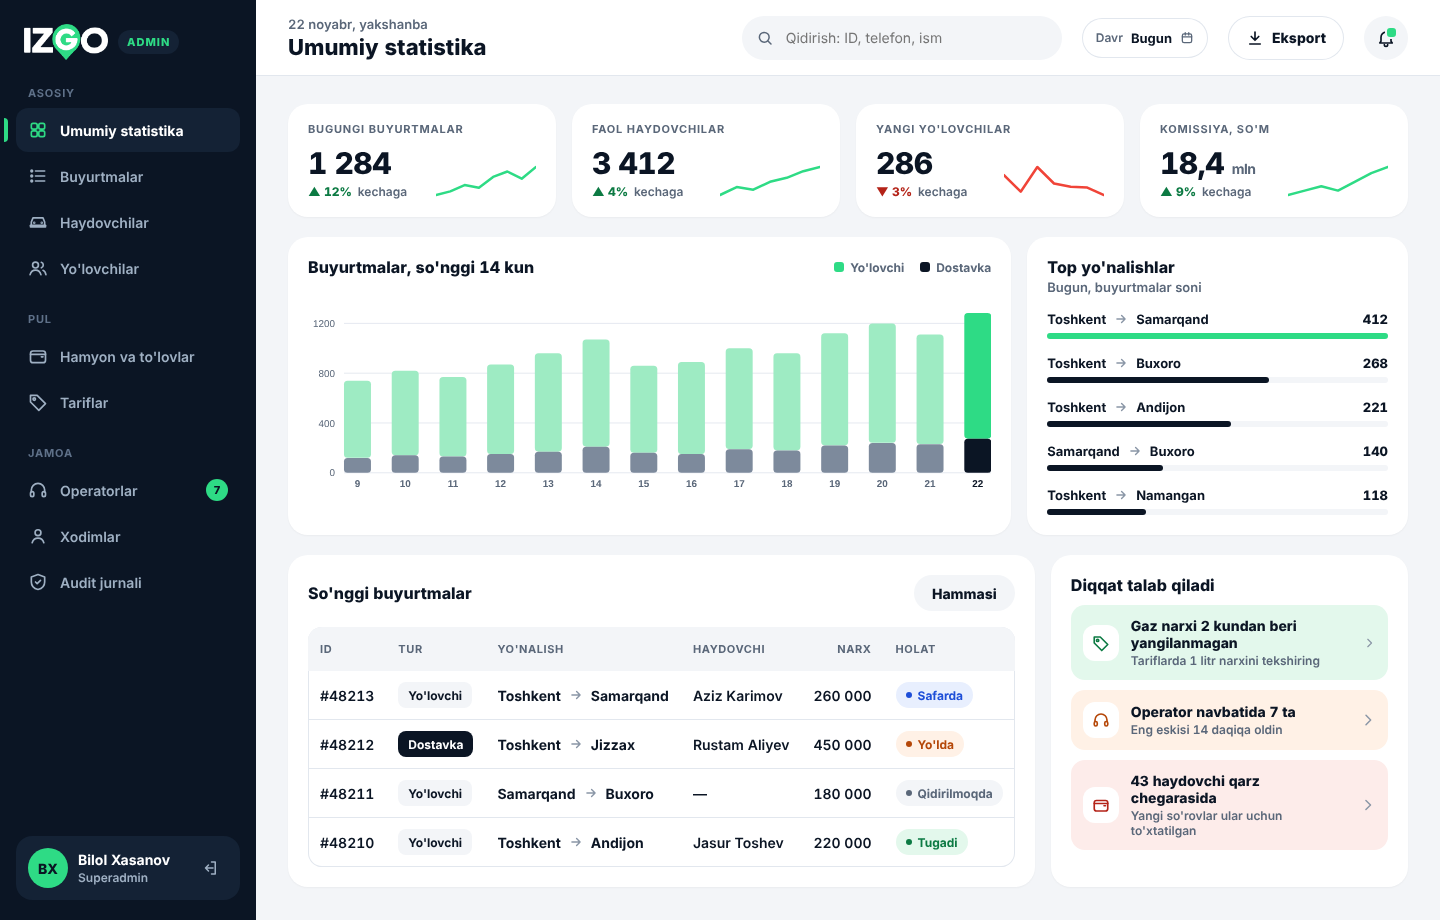 IZGO ADMIN
ASOSIY
Umumiy statistika
Buyurtmalar
Haydovchilar
Yo'lovchilar
PUL
Hamyon va to'lovlar
Tariflar
JAMOA
Operatorlar 7
Xodimlar
Audit jurnali
BX Bilol Xasanov
Superadmin
22 noyabr, yakshanba
Umumiy statistika
Qidirish: ID, telefon, ism
Davr Bugun
Eksport
BUGUNGI BUYURTMALAR
1 284
▲ 12% kechaga
FAOL HAYDOVCHILAR
3 412
▲ 4% kechaga
YANGI YO'LOVCHILAR
286
▼ 3% kechaga
KOMISSIYA, SO'M
18,4 mln
▲ 9% kechaga
Buyurtmalar, so'nggi 14 kun
Yo'lovchi Dostavka
1200
800
400
0
9 10 11 12 13 14 15 16 17 18 19 20 21 22
Top yo'nalishlar
Bugun, buyurtmalar soni
Toshkent → Samarqand 412
Toshkent → Buxoro 268
Toshkent → Andijon 221
Samarqand → Buxoro 140
Toshkent → Namangan 118
So'nggi buyurtmalar
Hammasi
ID TUR YO'NALISH HAYDOVCHI NARX HOLAT
#48213 Yo'lovchi Toshkent → Samarqand Aziz Karimov 260 000 Safarda
#48212 Dostavka Toshkent → Jizzax Rustam Aliyev 450 000 Yo'lda
#48211 Yo'lovchi Samarqand → Buxoro — 180 000 Qidirilmoqda
#48210 Yo'lovchi Toshkent → Andijon Jasur Toshev 220 000 Tugadi
Diqqat talab qiladi
Gaz narxi 2 kundan beri
yangilanmagan
Tariflarda 1 litr narxini tekshiring
Operator navbatida 7 ta
Eng eskisi 14 daqiqa oldin
43 haydovchi qarz
chegarasida
Yangi so'rovlar ular uchun
to'xtatilgan